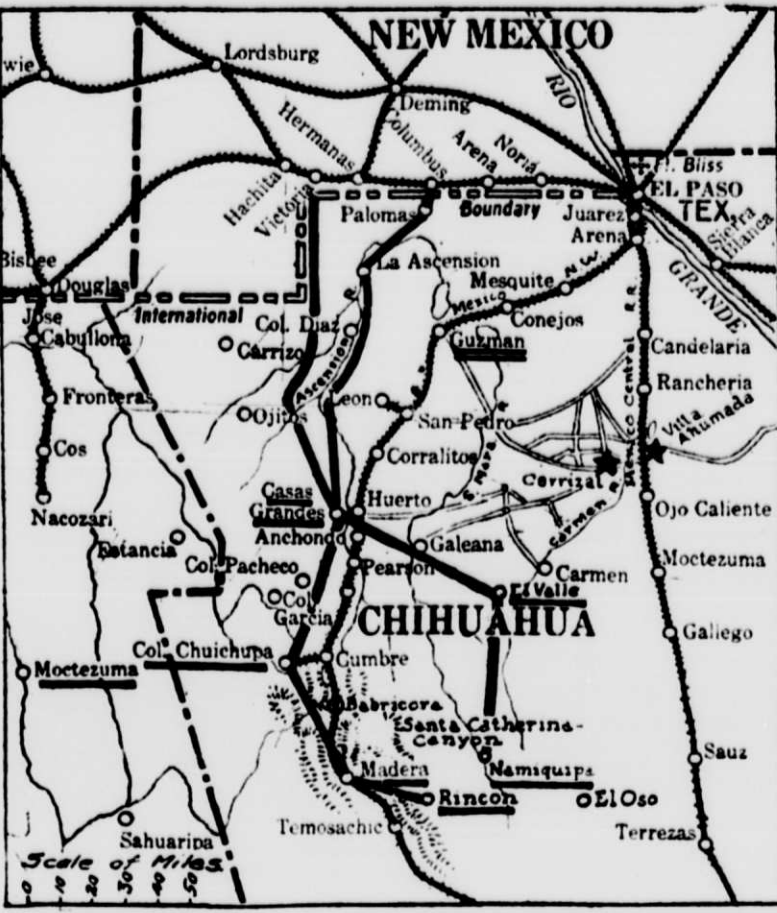 NEW MEXICO
Lordsburg
wie
Deming
RIO
Hermanas
Columbus
Arena
Noria
Ft. Bliss
Hachita
Victoria
EL PASO
TEX.
Palomas
Boundary
Juarez
Arena
Sierra
Blanca
Bisbee
Douglas
La Ascension
Mesquite
N.W.
GRANDE
International
Mexico
Conejos
Jose
Cabullona
Col. Diaz
R.
Carrizo
Guzman
Candelaria
Ascension
Mexico Central R.R.
Fronteras
Leon
R.R.
Rancheria
Ojitos
San Pedro
Villa
Ahumada
Cos
Corralitos
S. Maria R
Carrizal
Nacozari
Casas
Grandes
Huerto
Carmen R.
Ojo Caliente
Estancia
Anchondo
Galeana
Col. Pacheco
Pearson
Carmen
Moctezuma
Col.
Garcia
El Valle
CHIHUAHUA
Gallego
Col. Chuichupa
Cumbre
Moctezuma
Babricora
Santa Catherina-
Canyon
Sauz
Madera
Namiquipa
Rincon
El Oso
Sahuaripa
Temosachic
Terrezas
Scale of Miles.
0 10 20 30 40 50